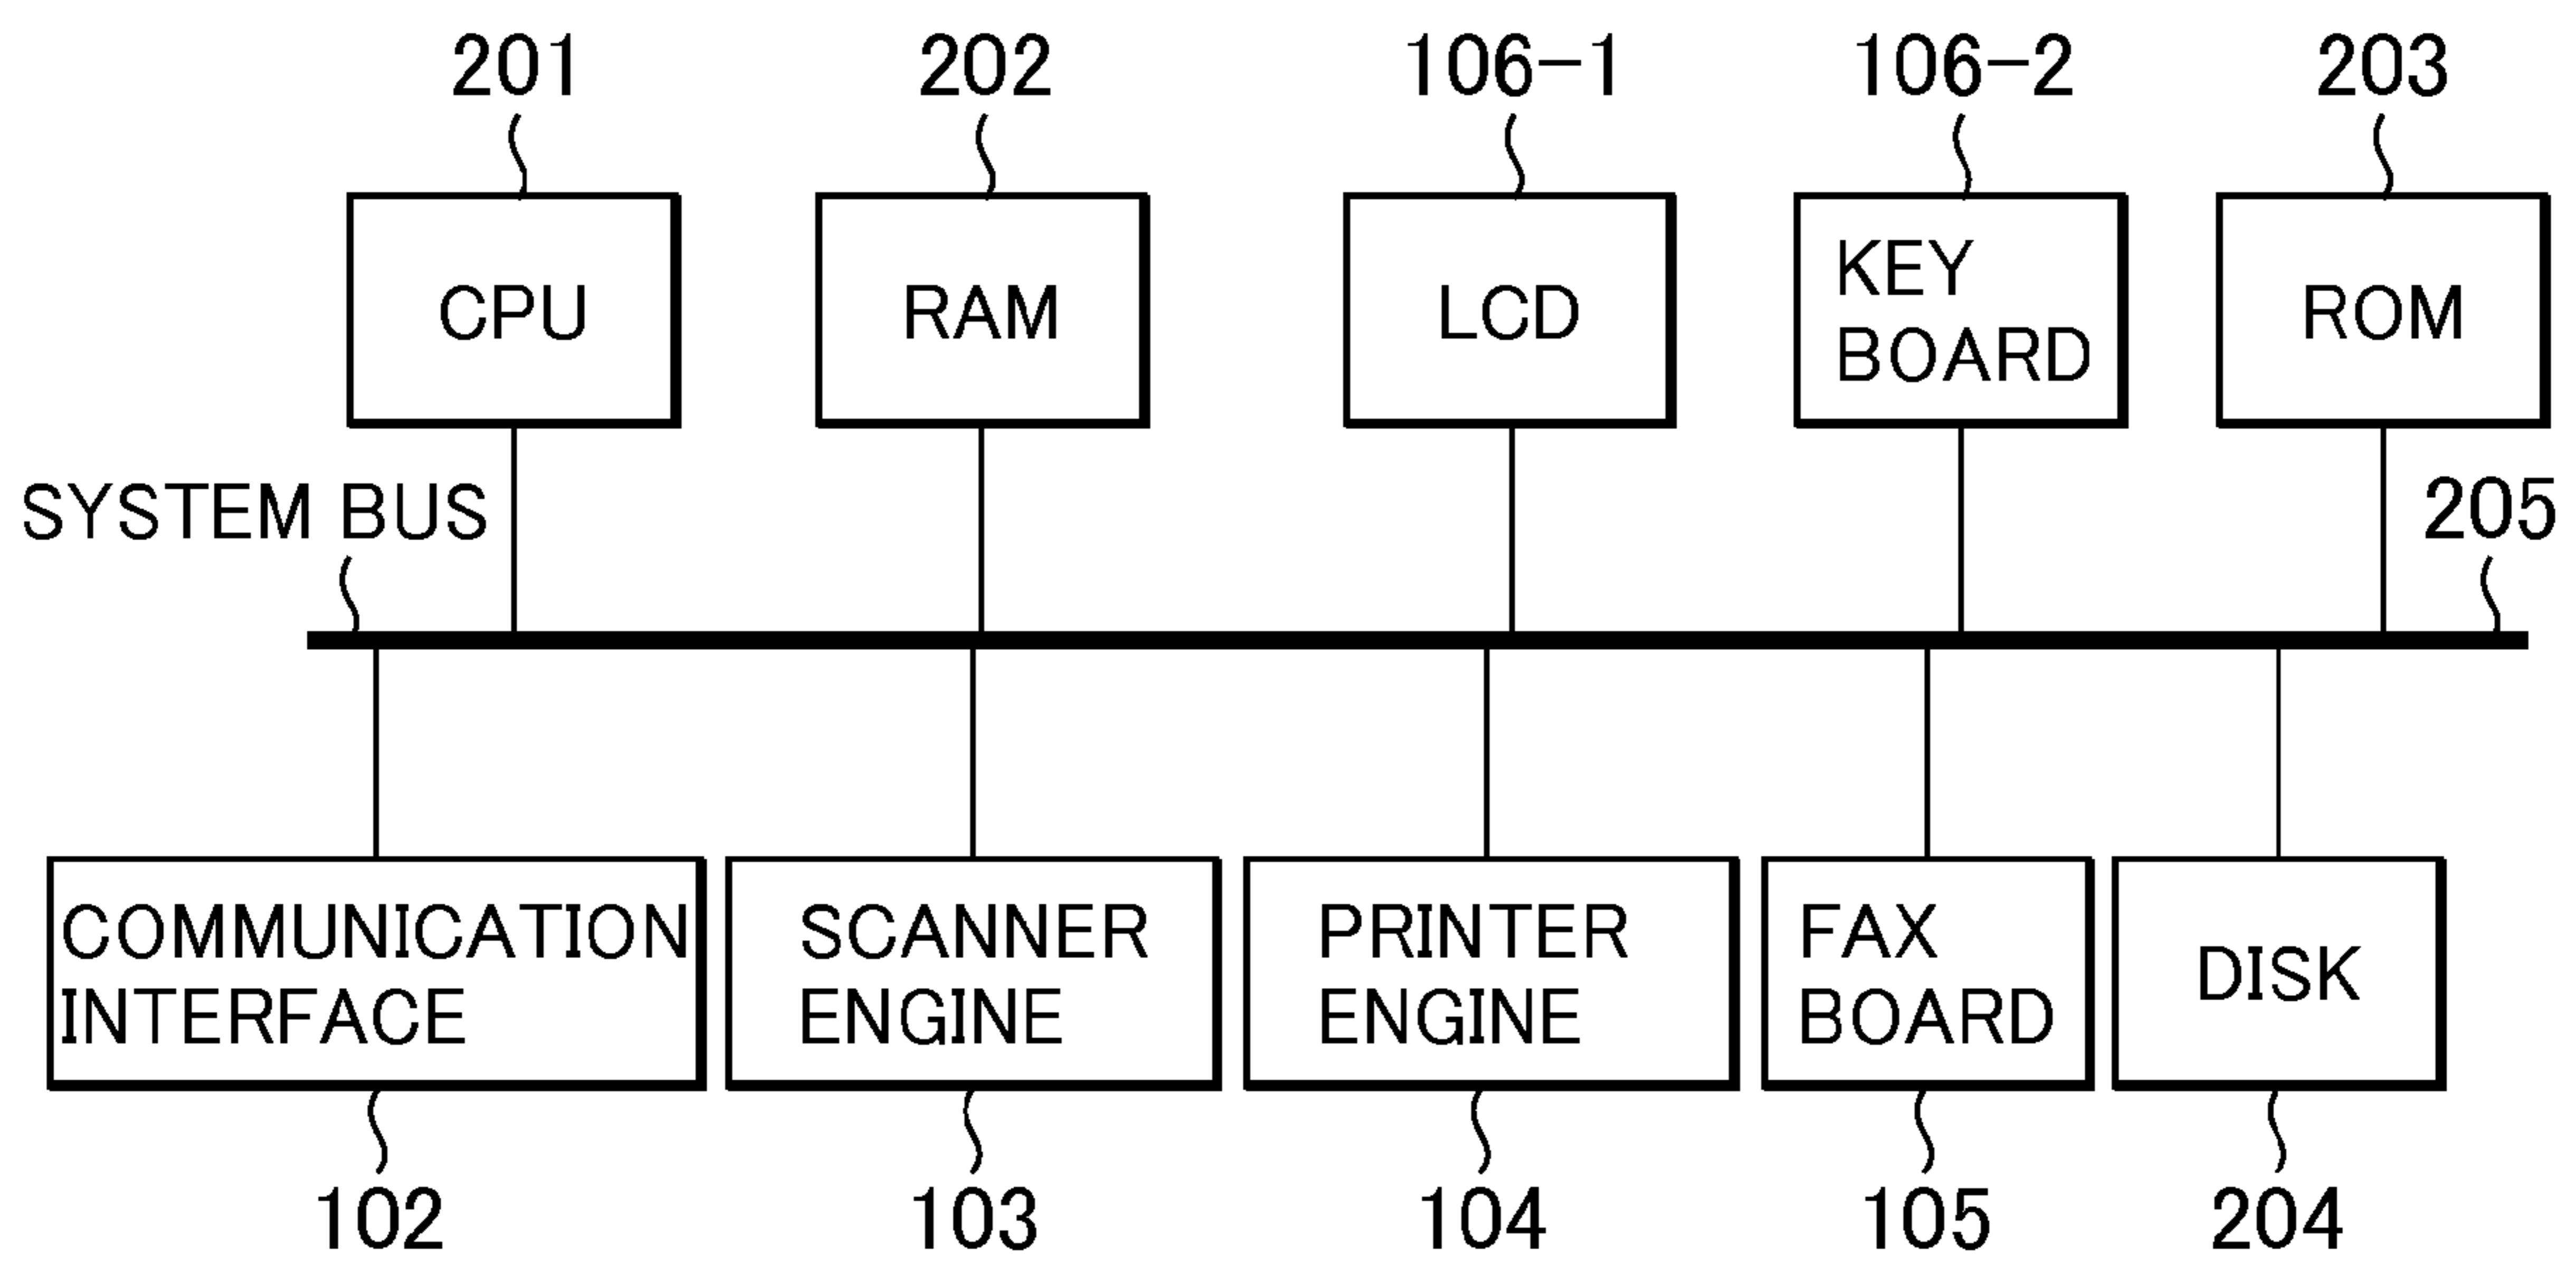 201
202
106-1
106-2
203
CPU
RAM
LCD
KEY
BOARD
ROM
SYSTEM BUS
205
COMMUNICATION
INTERFACE
SCANNER
ENGINE
PRINTER
ENGINE
FAX
BOARD
DISK
102
103
104
105
204